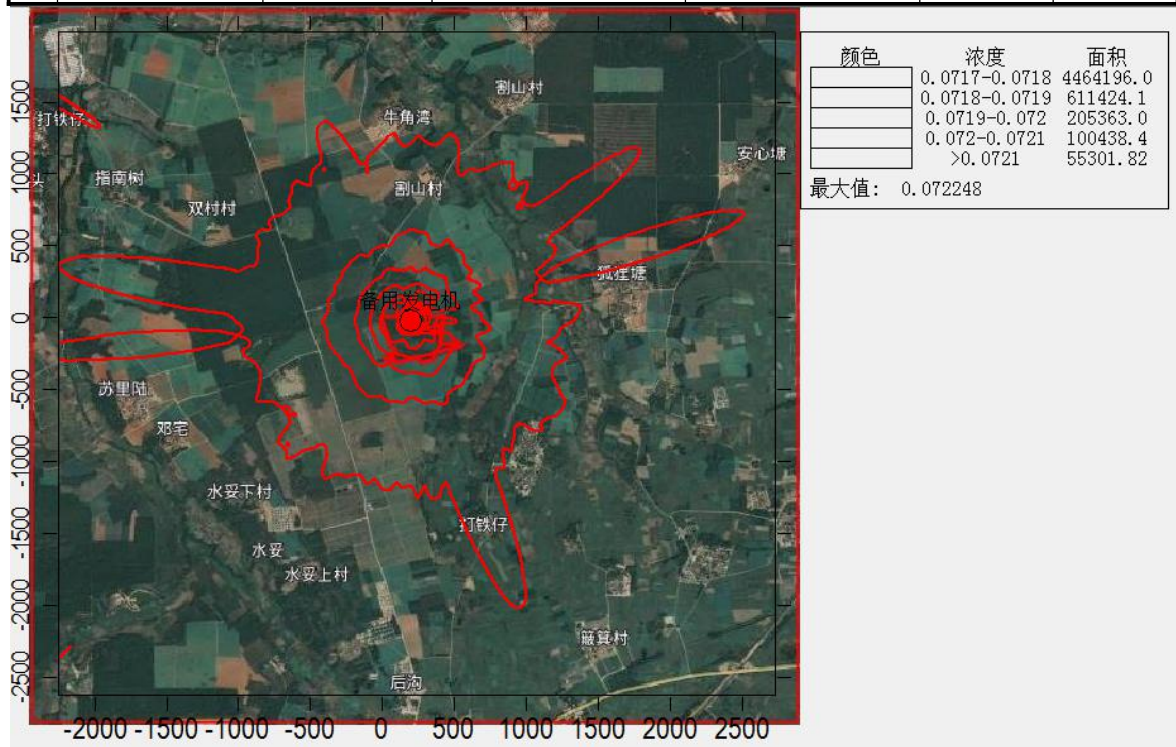 颜色 浓度 面积
0.0717-0.0718 4464196.0
0.0718-0.0719 611424.1
0.0719-0.072 205363.0
0.072-0.0721 100438.4
>0.0721 55301.82
最大值: 0.072248
割山村
打铁仔
牛角湾
安心塘
头
指南树
割山村
双村村
狐狸塘
备用发电机
苏里陆
邓宅
水妥下村
打铁仔
水妥
水妥上村
簸箕村
后沟
1500
1000
500
0
-500
-1000
-1500
-2000
-2500
-2000 -1500 -1000 -500 0 500 1000 1500 2000 2500